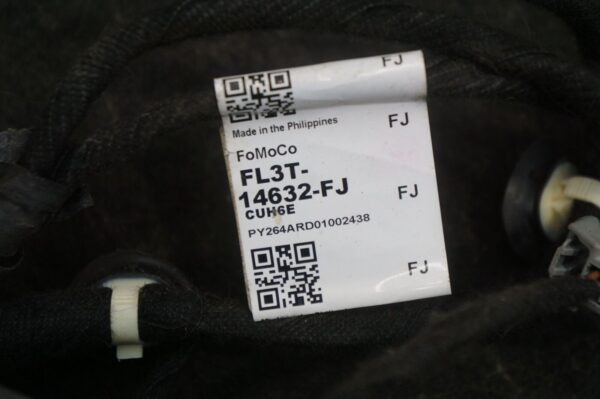 FJ
Made in the Philippines
FJ
FoMoCo
FL3T-
14632-FJ
FJ
CUH6E
PY264ARD01002438
FJ